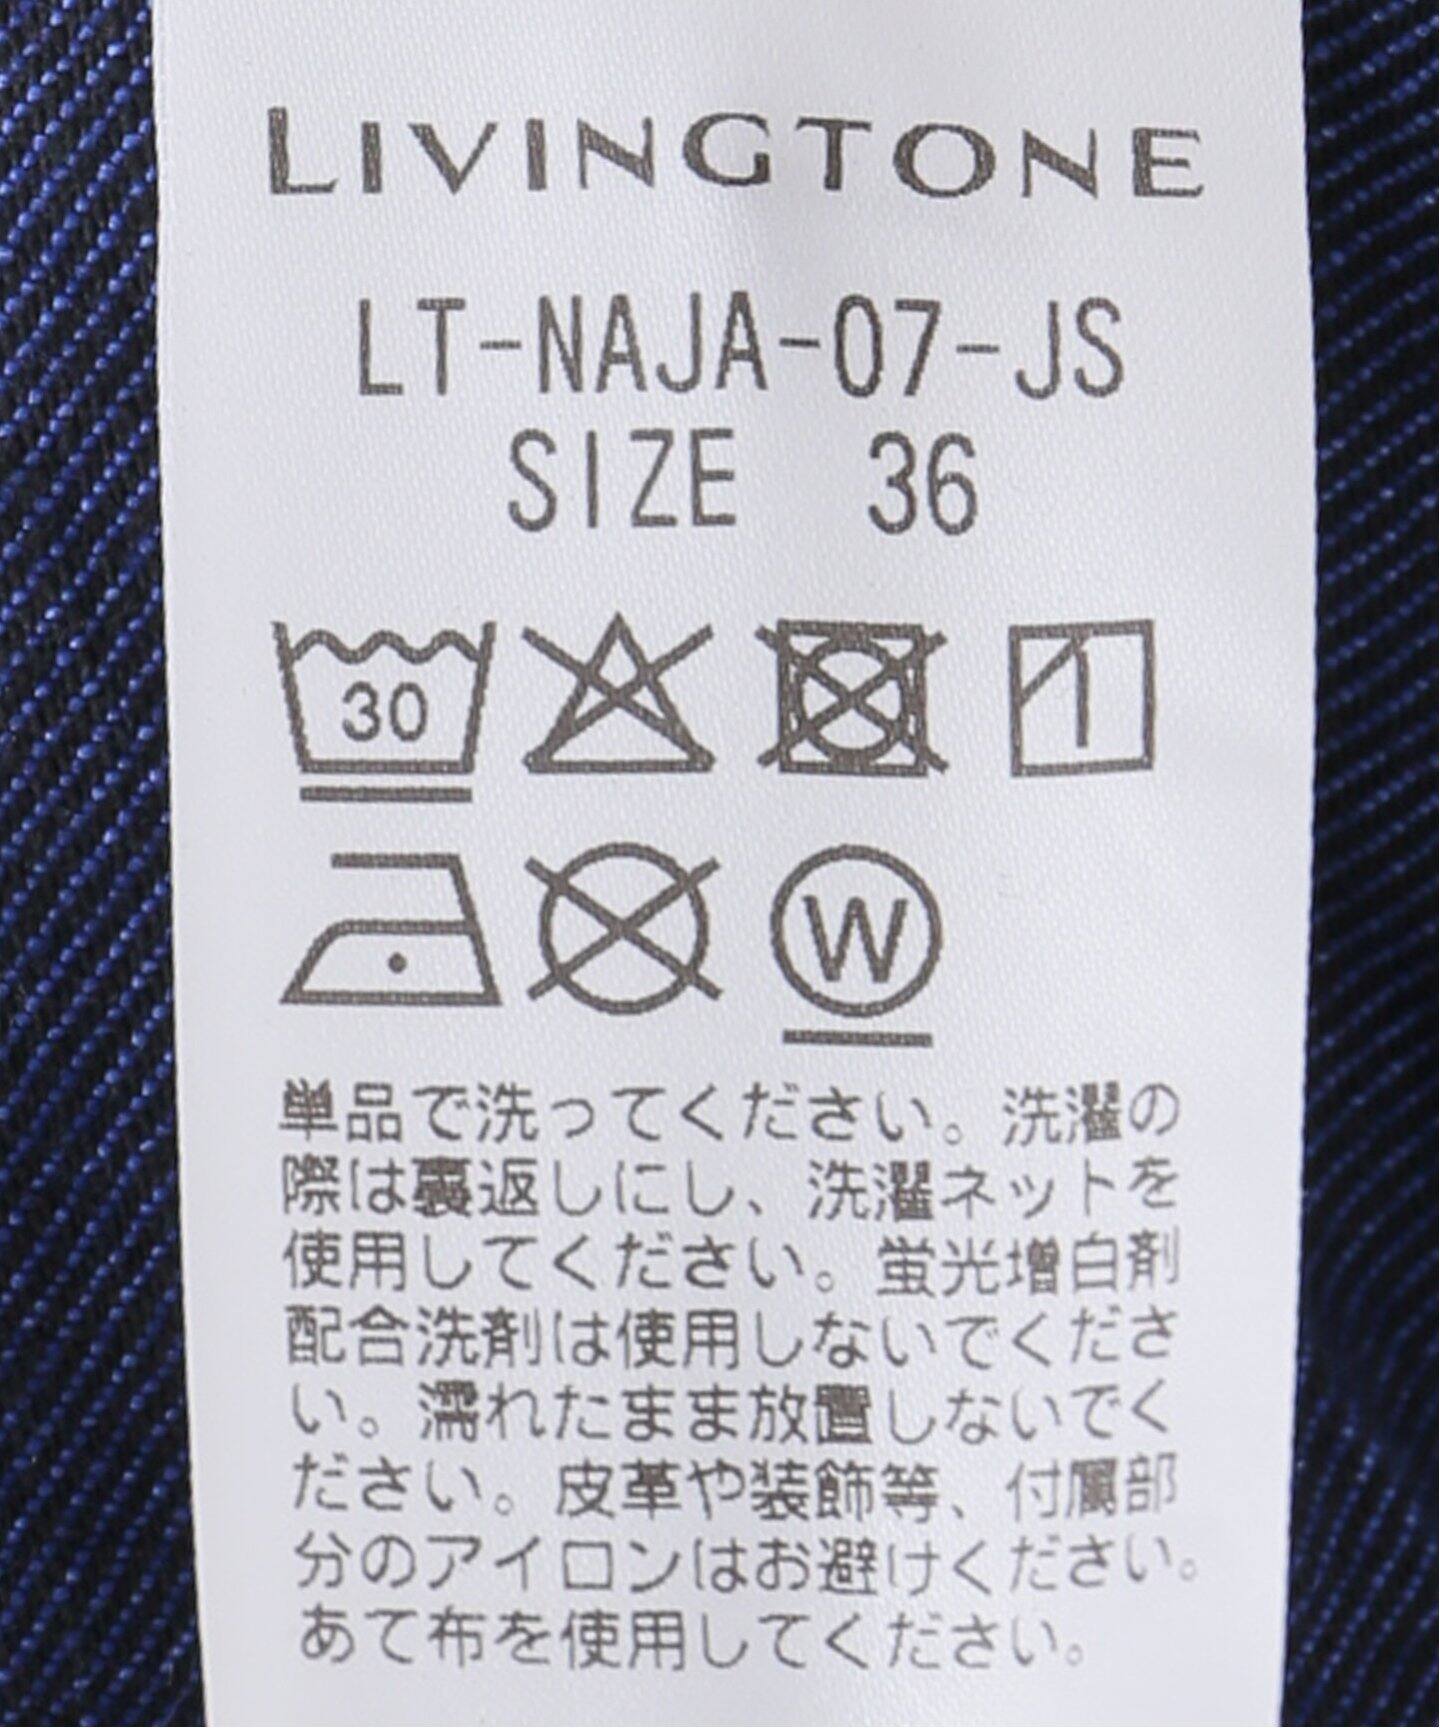 LIVINGTONE
LT-NAJA-07-JS
SIZE 36
30
W
単品で洗ってください。洗濯の
際は裏返しにし、洗濯ネットを
使用してください。蛍光増白剤
配合洗剤は使用しないでくださ
い。濡れたまま放置しないでく
ださい。皮革や装飾等、付属部
分のアイロンはお避けください。
あて布を使用してください。